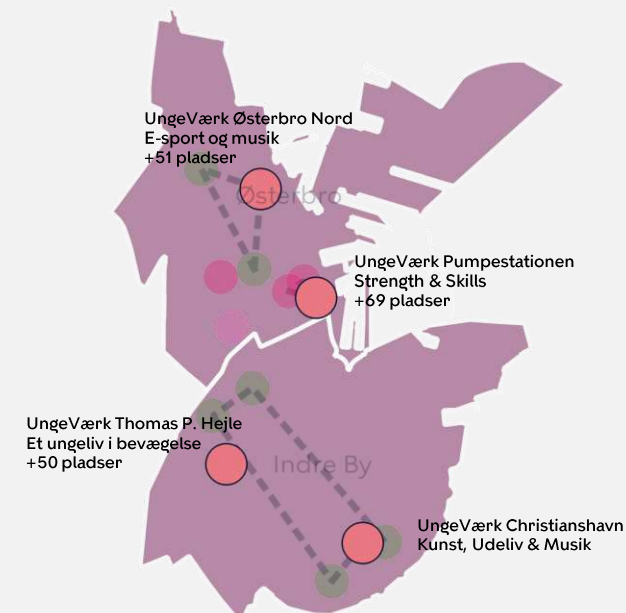 UngeVærk Østerbro Nord
E-sport og musik
+51 pladser
Østerbro
UngeVærk Pumpestationen
Strength & Skills
+69 pladser
UngeVærk Thomas P. Hejle
Et ungeliv i bevægelse
+50 pladser
Indre By
UngeVærk Christianshavn
Kunst, Udeliv & Musik